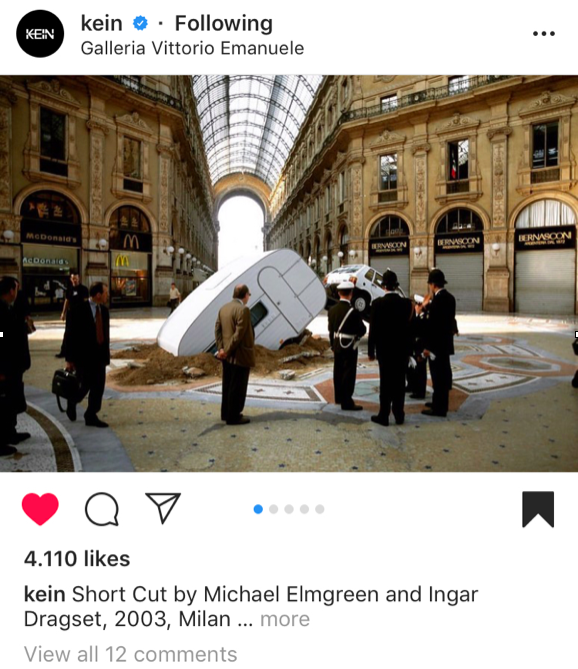 KEIN
kein · Following
Galleria Vittorio Emanuele
McDonald's
McDonald's
BERNASCONI
BERNASCONI
BERNASCONI
4.110 likes
kein Short Cut by Michael Elmgreen and Ingar
Dragset, 2003, Milan ... more
View all 12 comments